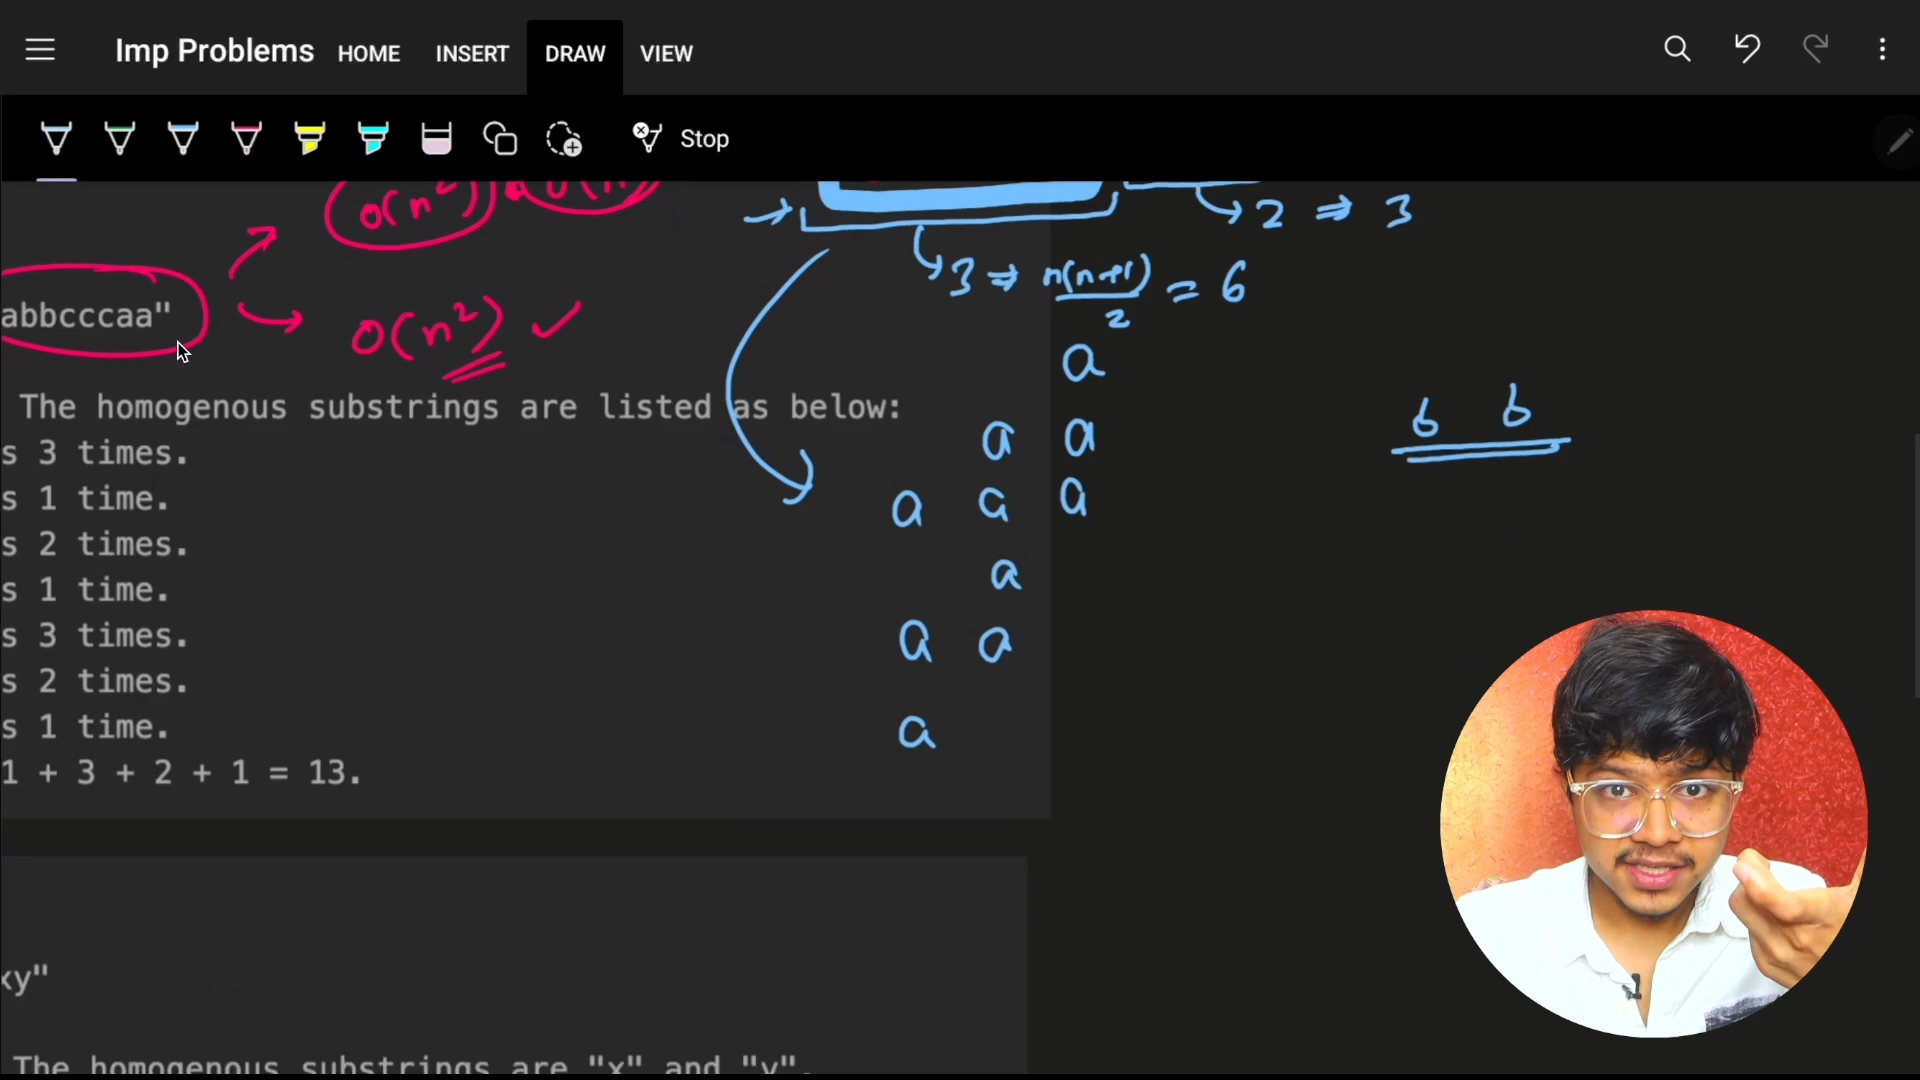 Imp Problems HOME INSERT DRAW VIEW
Stop
O(n²)
2 ⇒ 3
3 ⇒ n(n+1)/2 = 6
abbcccaa"
O(n²) ✓
a
The homogenous substrings are listed as below:
a a
b b
s 3 times.
s 1 time.
a a a
s 2 times.
s 1 time.
a
s 3 times.
a a
s 2 times.
s 1 time.
a
1 + 3 + 2 + 1 = 13.
xy"
The homogenous substrings are "x" and "y".